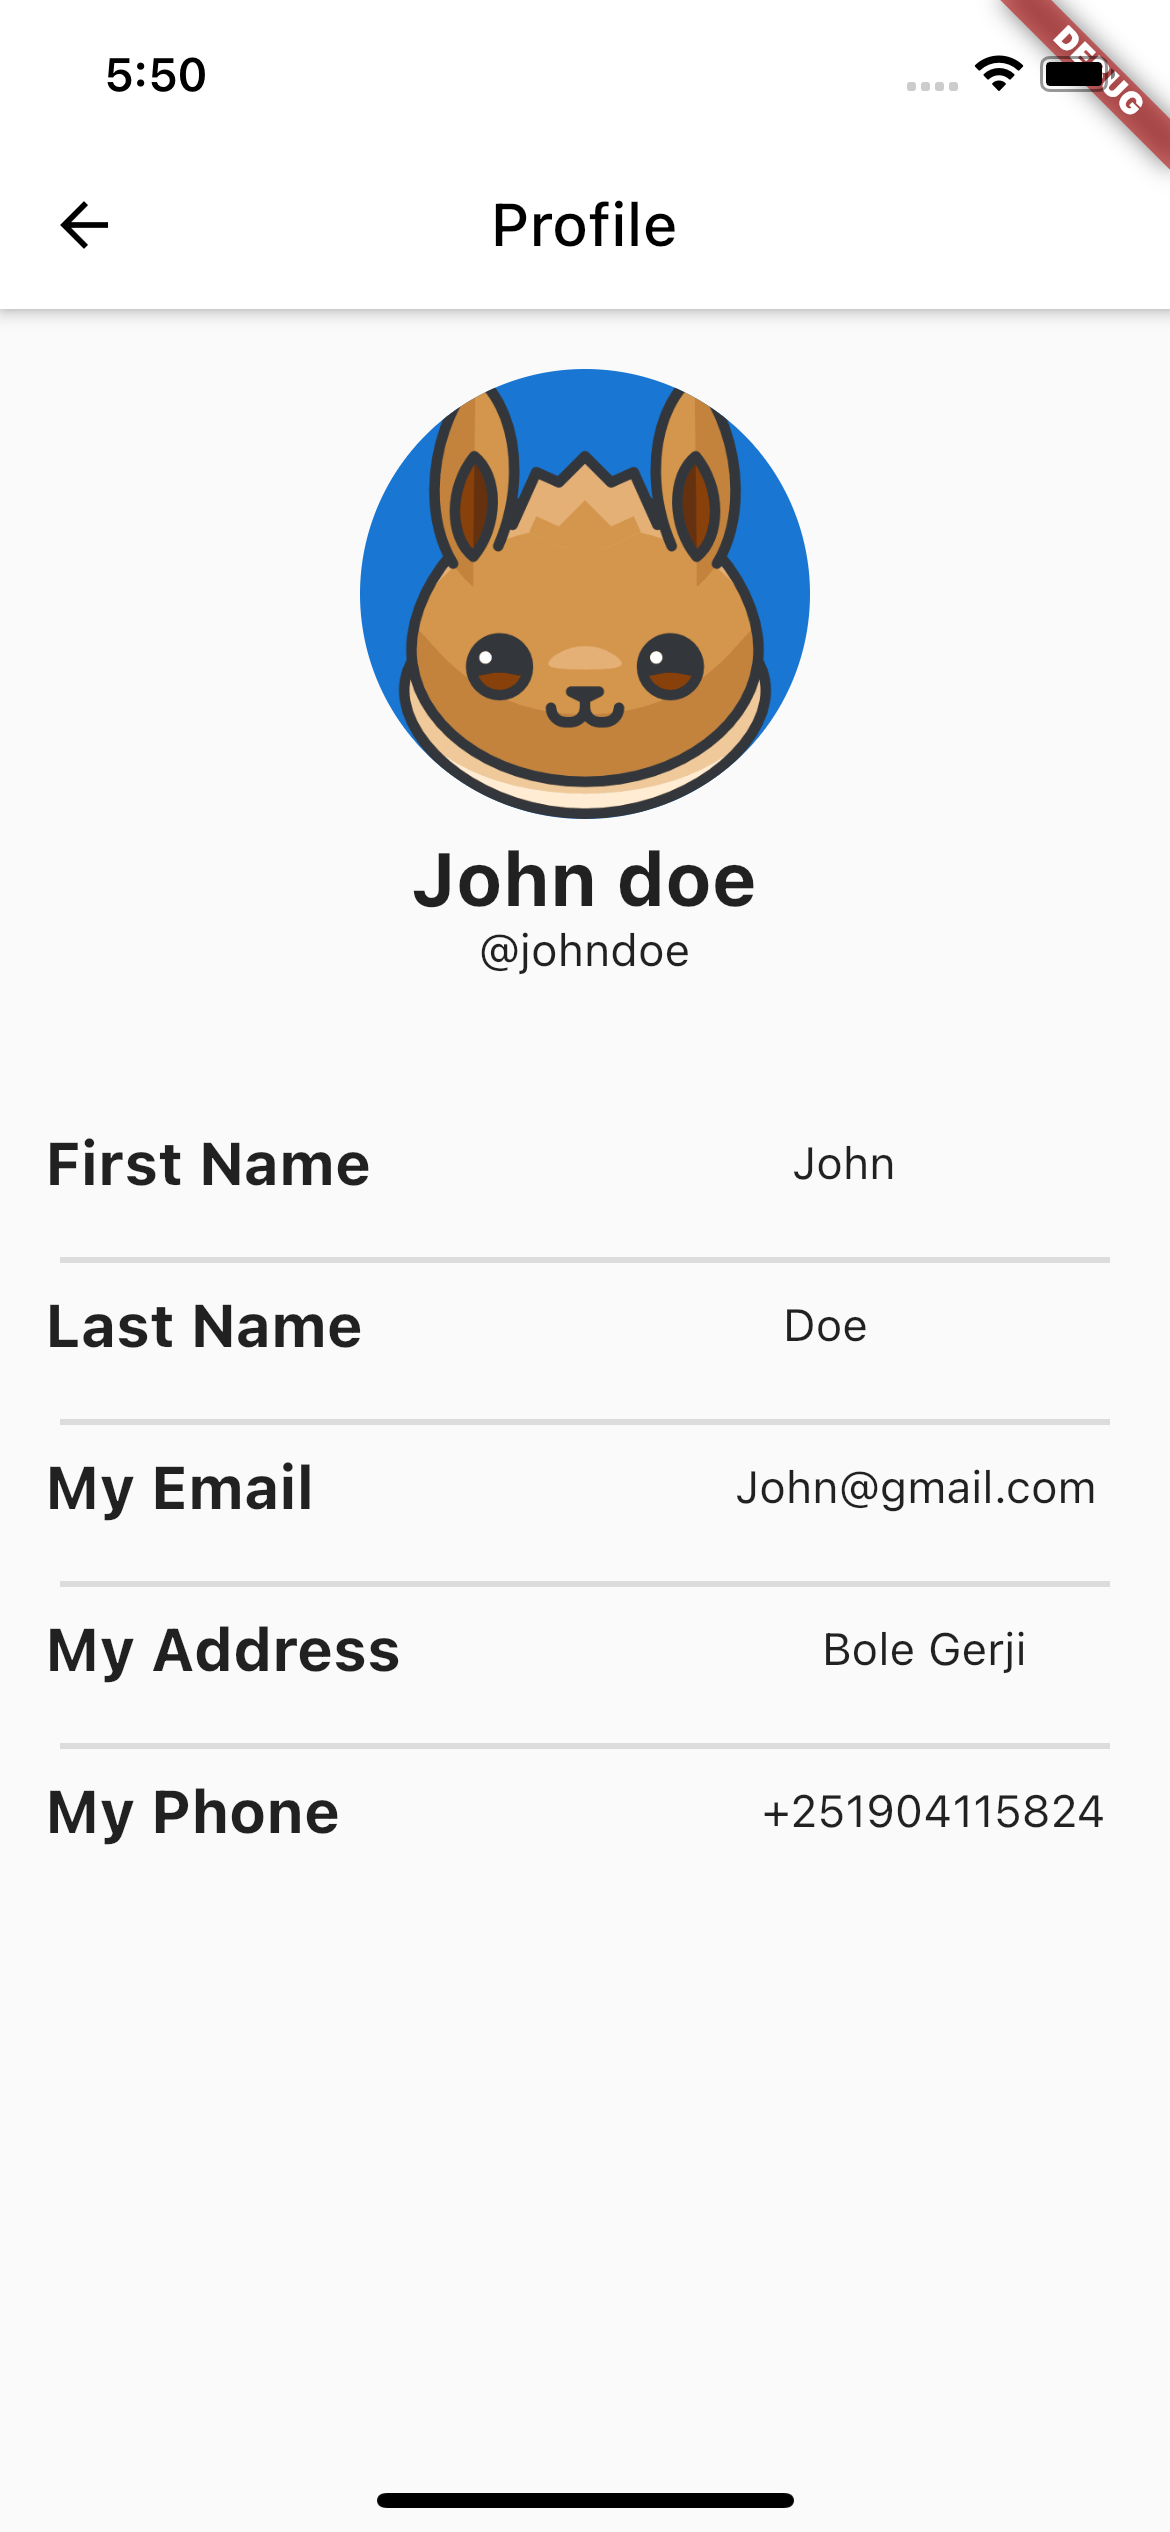 5:50
DEBUG
Profile
John doe
@johndoe
First Name John
Last Name Doe
My Email John@gmail.com
My Address Bole Gerji
My Phone +251904115824